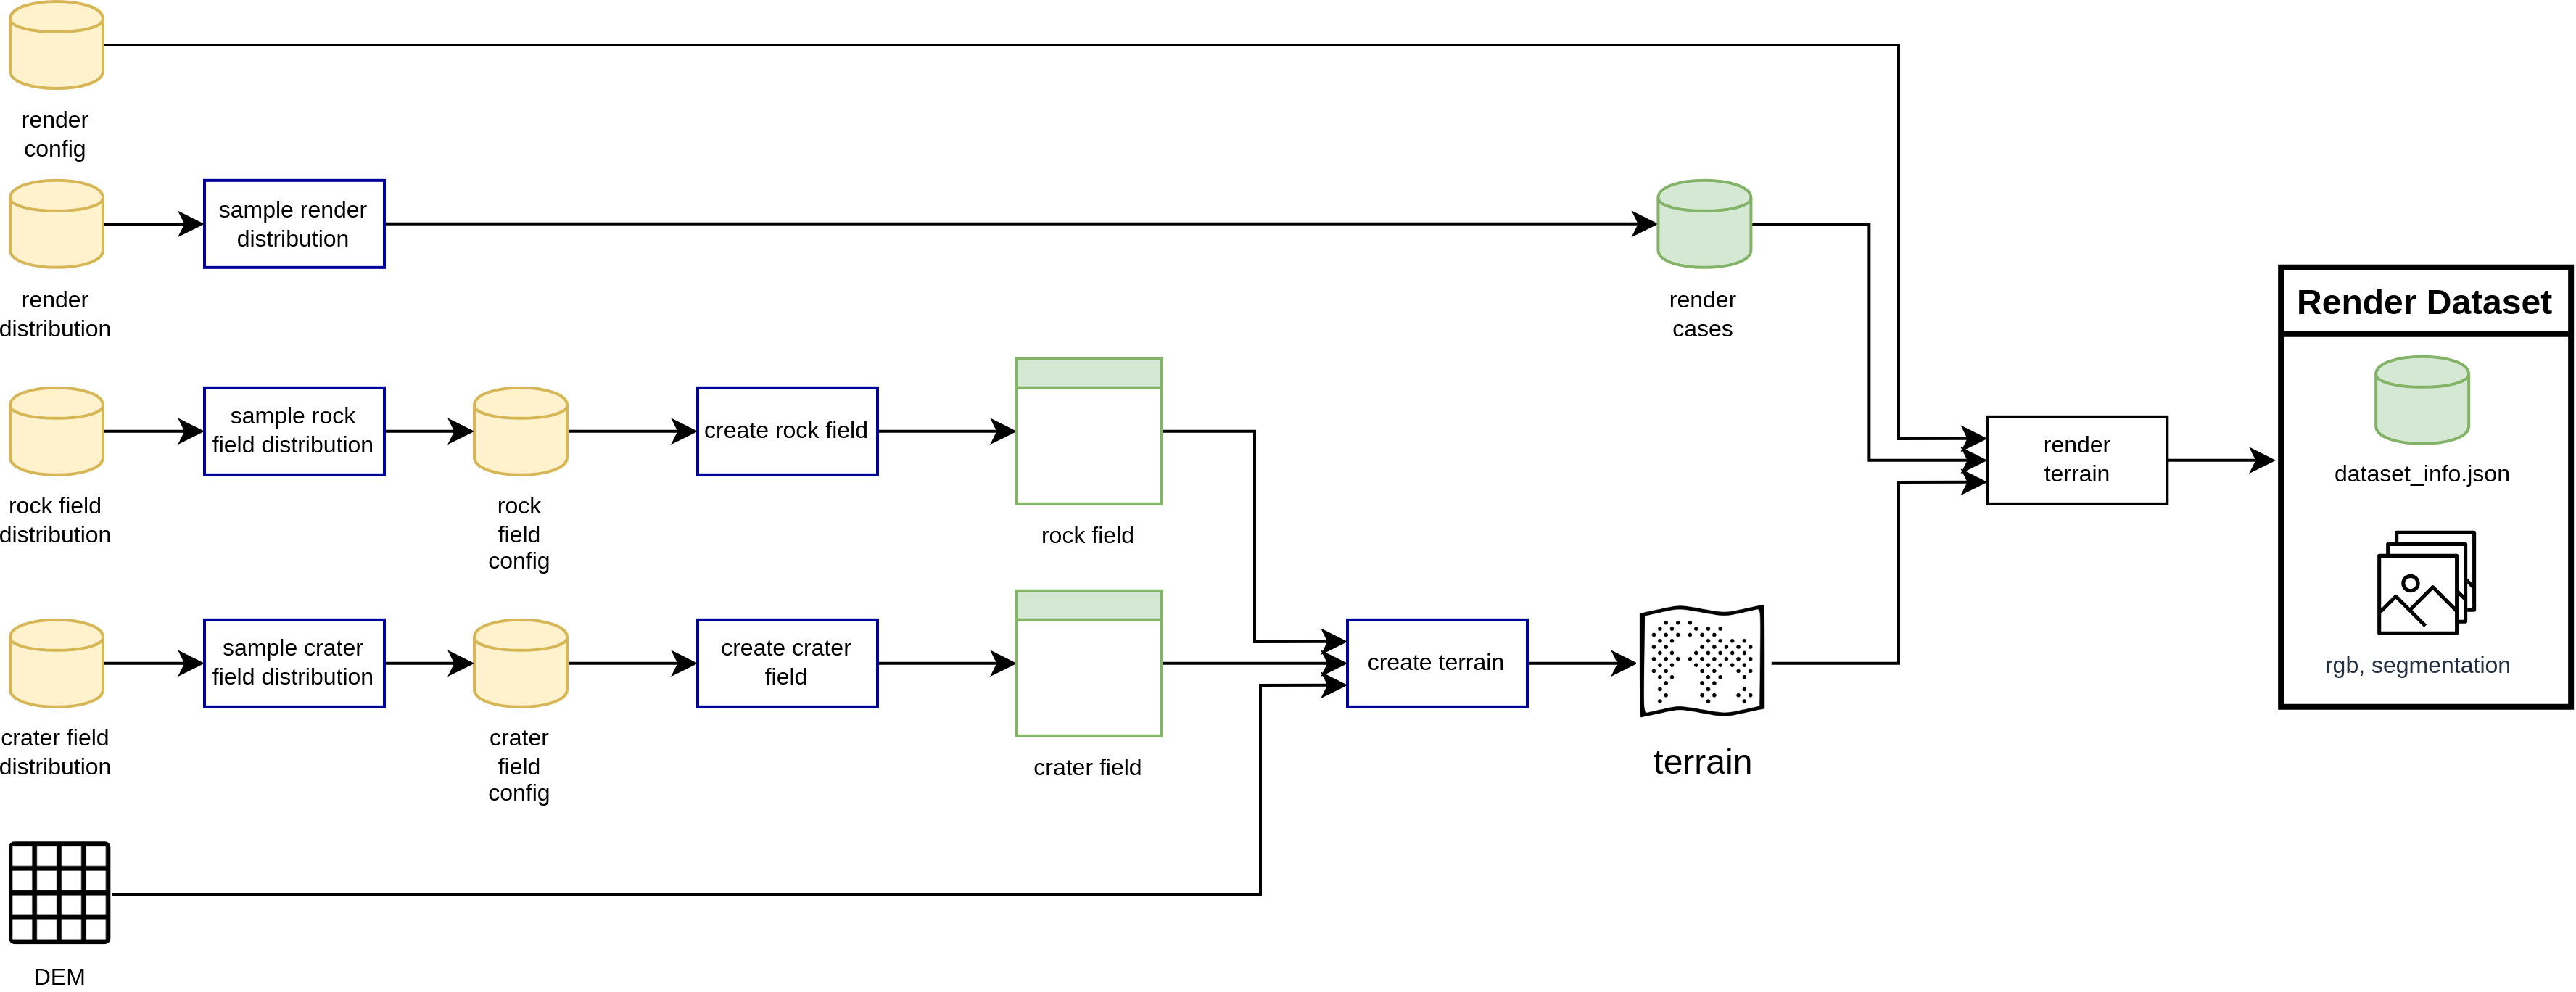 render
config
render
distribution
sample render
distribution
render
cases
Render Dataset
dataset_info.json
rgb, segmentation
rock field
distribution
sample rock
field distribution
rock
field
config
create rock field
rock field
render
terrain
crater field
distribution
sample crater
field distribution
crater
field
config
create crater
field
crater field
create terrain
terrain
DEM